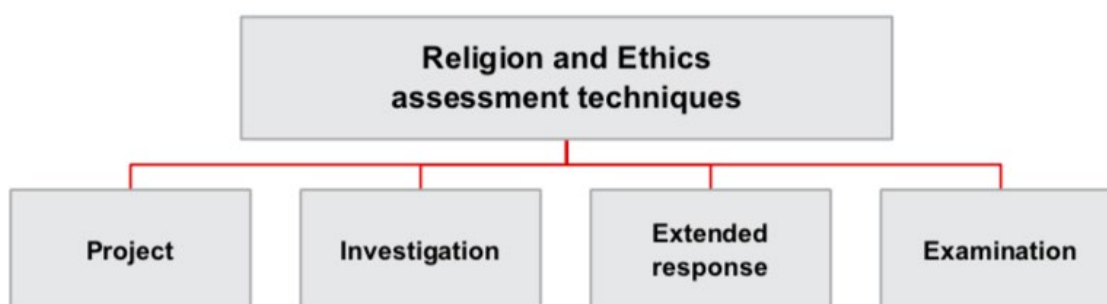 Religion and Ethics
assessment techniques
Project
Investigation
Extended
response
Examination